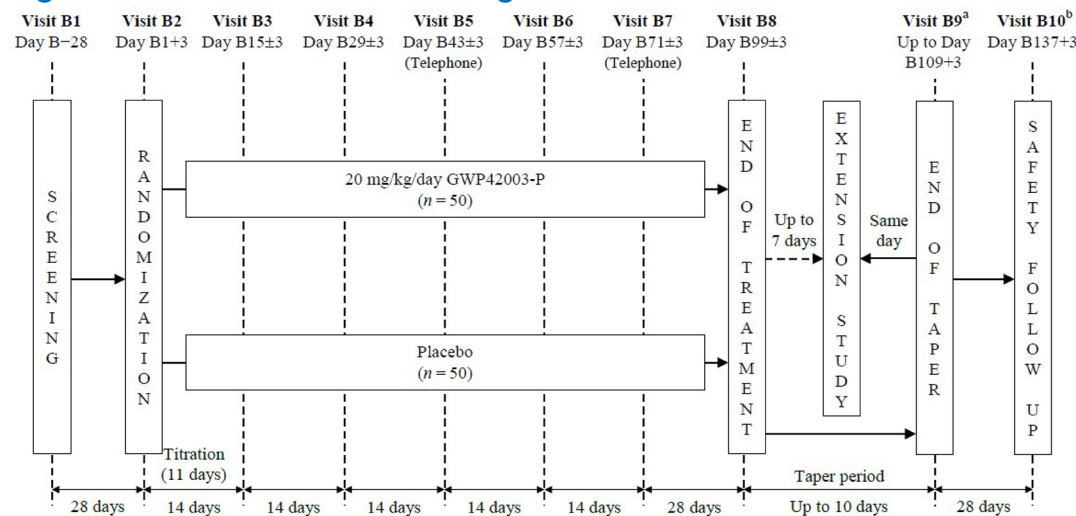 Visit B1
Day B−28
Visit B2
Day B1+3
Visit B3
Day B15±3
Visit B4
Day B29±3
Visit B5
Day B43±3
(Telephone)
Visit B6
Day B57±3
Visit B7
Day B71±3
(Telephone)
Visit B8
Day B99±3
Visit B9ᵃ
Up to Day
B109+3
Visit B10ᵇ
Day B137+3
SCREENING
RANDOMIZATION
20 mg/kg/day GWP42003-P
(n = 50)
Placebo
(n = 50)
END OF TREATMENT
Up to
7 days
EXTENSION STUDY
Same
day
END OF TAPER
SAFETY FOLLOW UP
Titration
(11 days)
Taper period
28 days
14 days
14 days
14 days
14 days
14 days
28 days
Up to 10 days
28 days